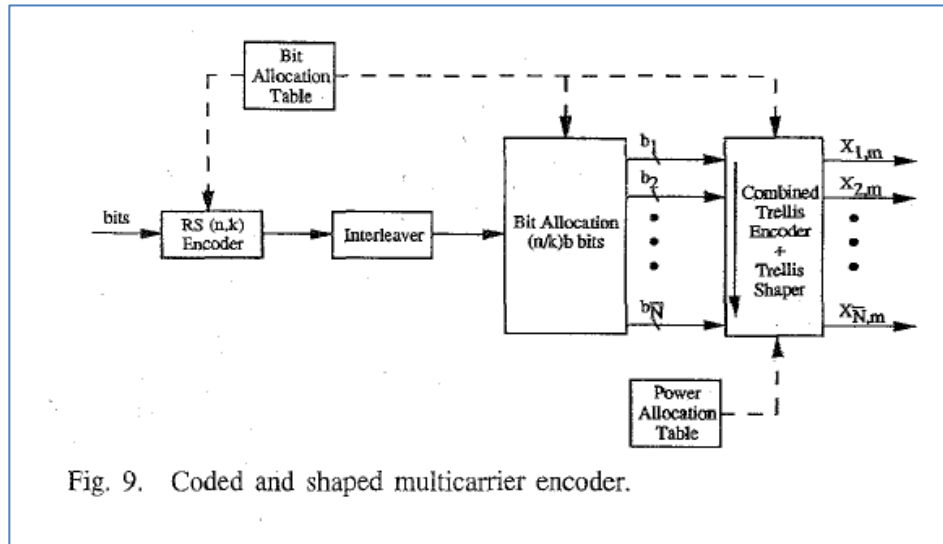 Bit
Allocation
Table
bits
RS (n,k)
Encoder
Interleaver
Bit Allocation
(n/k)b bits
b1
b2
bN̅
Combined
Trellis
Encoder
+
Trellis
Shaper
X1,m
X2,m
XN̅,m
Power
Allocation
Table
Fig. 9. Coded and shaped multicarrier encoder.